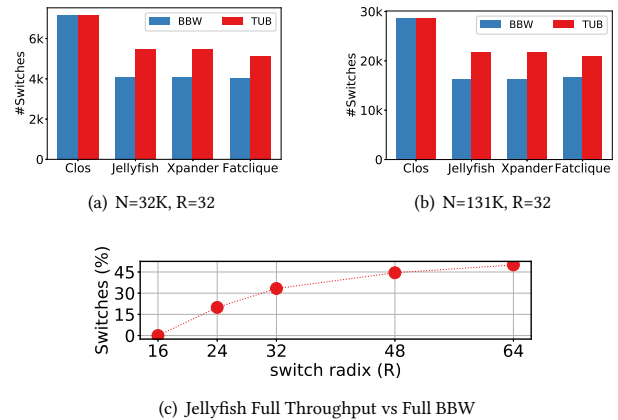 BBW TUB
#Switches
6k
4k
2k
0
Clos Jellyfish Xpander Fatclique
(a) N=32K, R=32
BBW TUB
#Switches
30k
20k
10k
0
Clos Jellyfish Xpander Fatclique
(b) N=131K, R=32
Switches (%)
45
30
15
0
16 24 32 48 64
switch radix (R)
(c) Jellyfish Full Throughput vs Full BBW